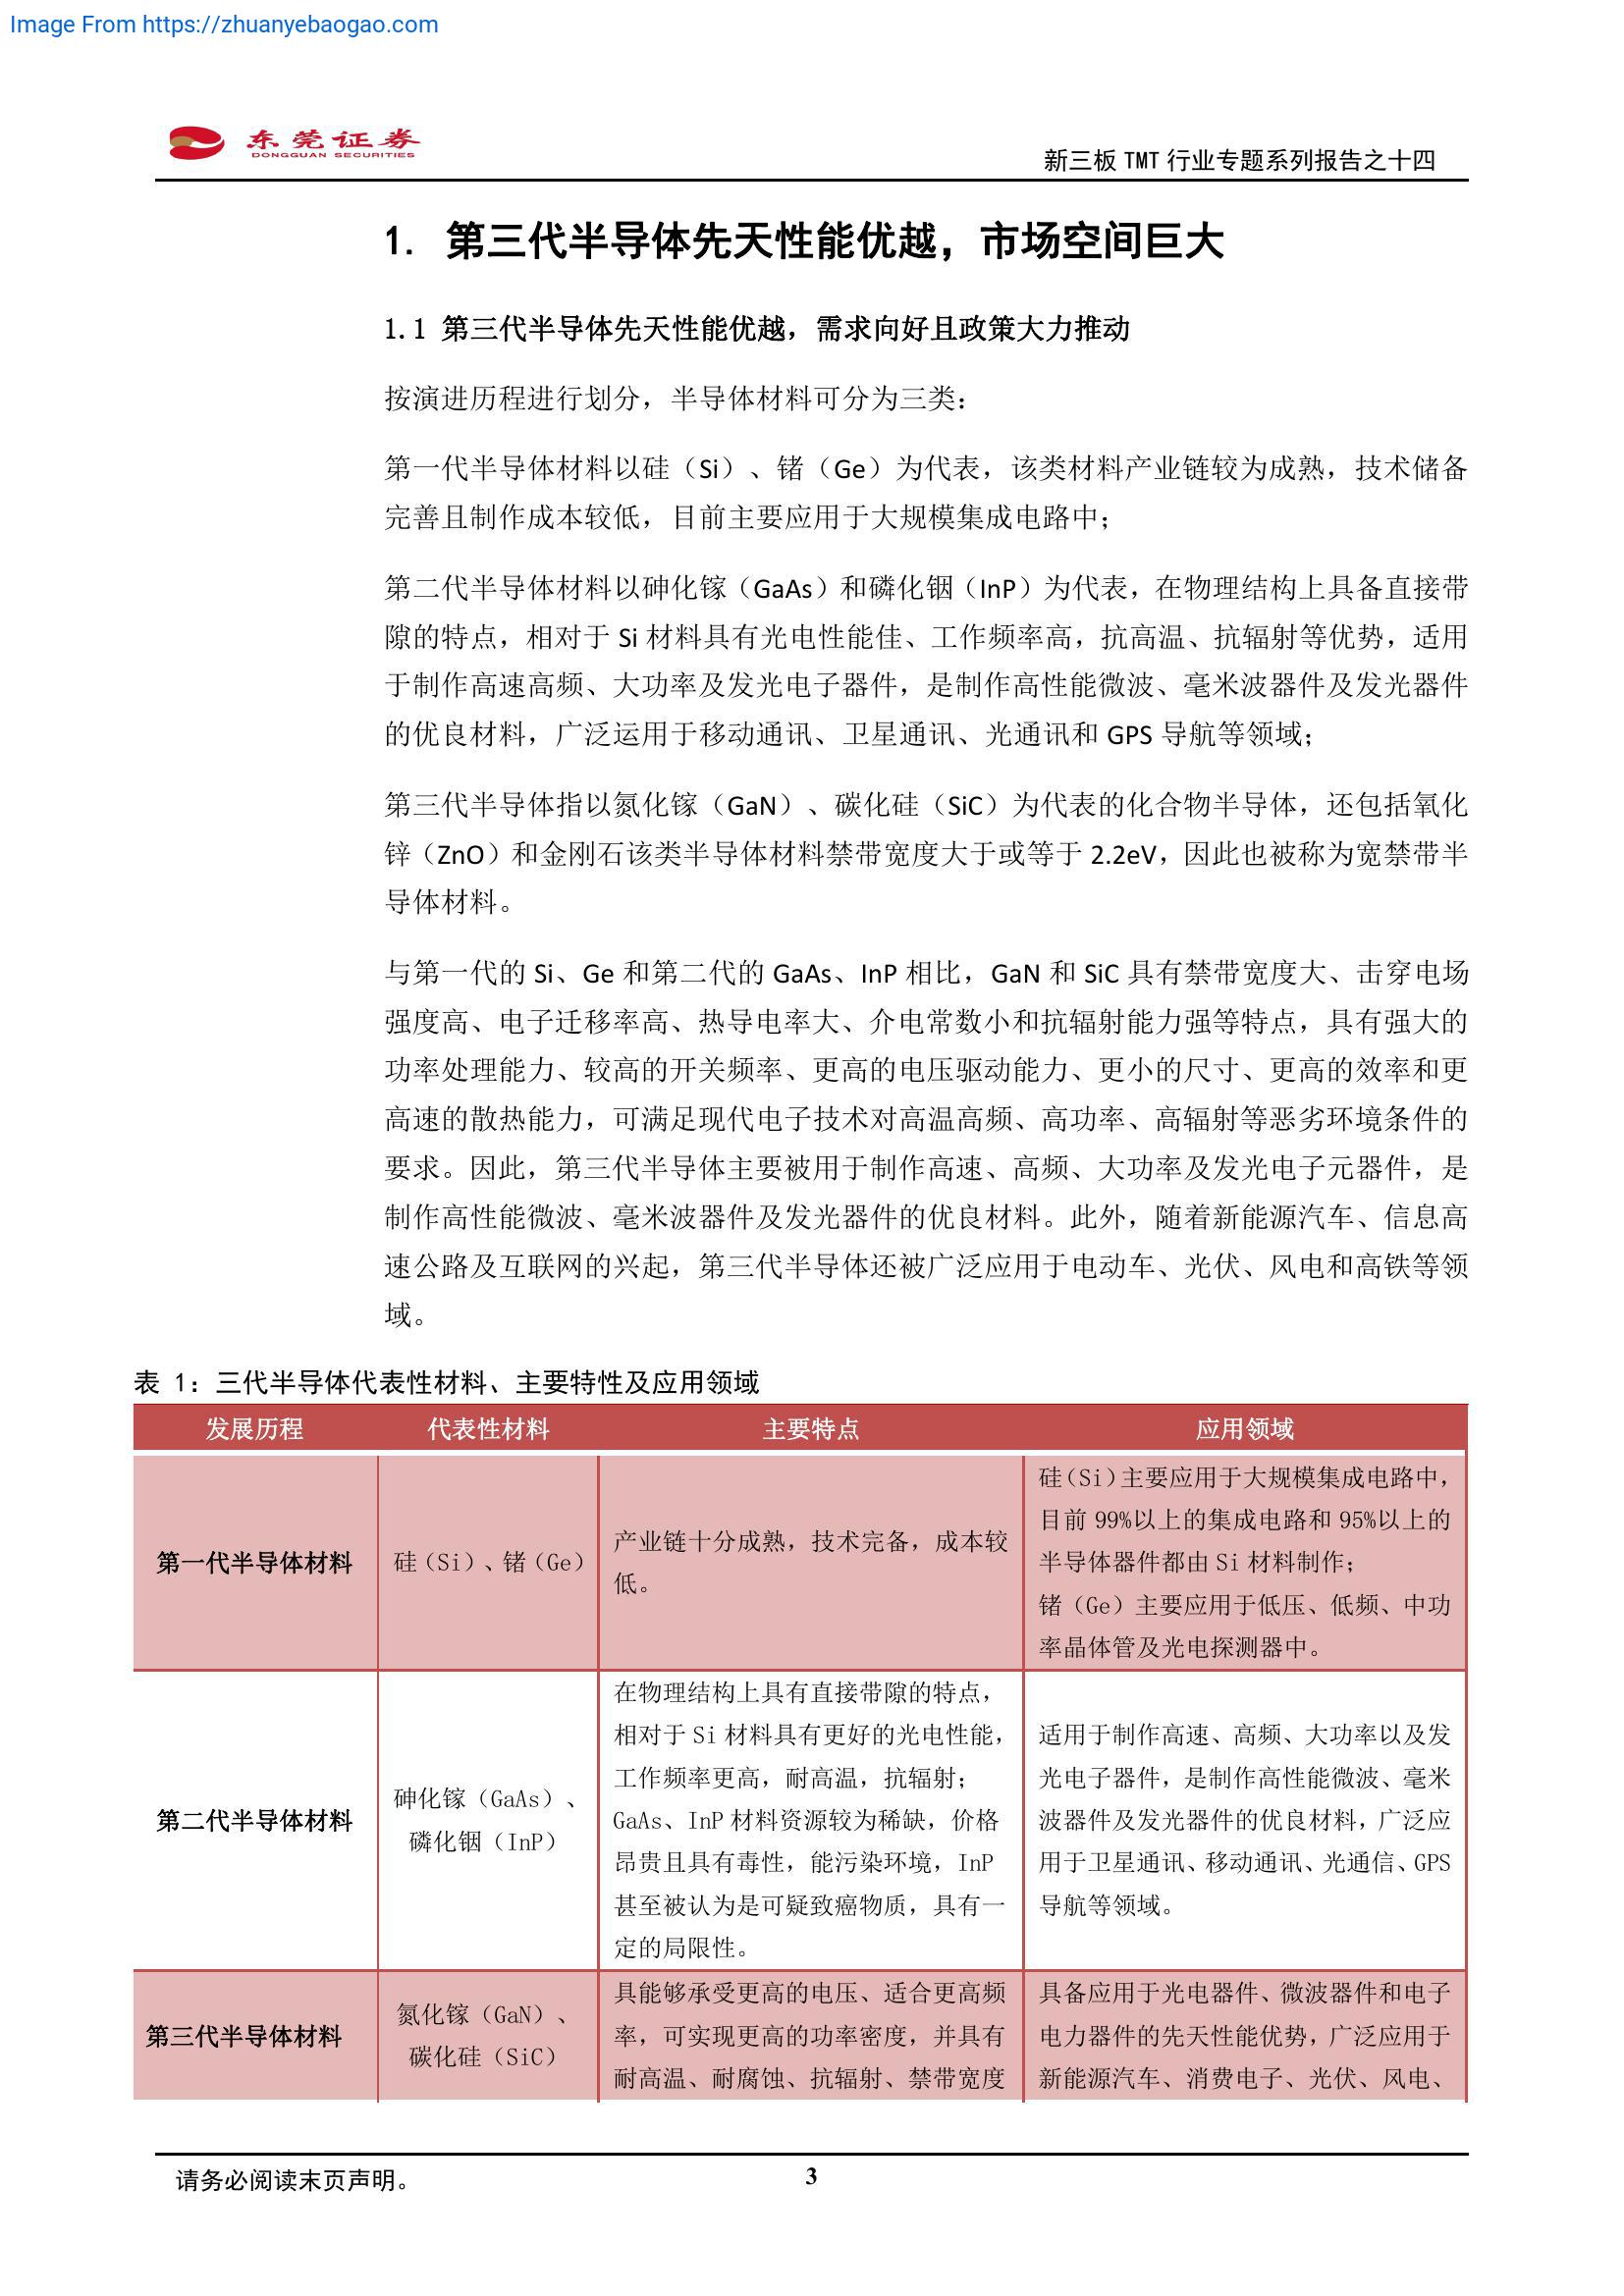 Image From https://zhuanyebaogao.com
东莞证券
DONGGUAN SECURITIES
新三板 TMT 行业专题系列报告之十四
1. 第三代半导体先天性能优越，市场空间巨大
1.1 第三代半导体先天性能优越，需求向好且政策大力推动
按演进历程进行划分，半导体材料可分为三类：
第一代半导体材料以硅（Si）、锗（Ge）为代表，该类材料产业链较为成熟，技术储备
完善且制作成本较低，目前主要应用于大规模集成电路中；
第二代半导体材料以砷化镓（GaAs）和磷化铟（InP）为代表，在物理结构上具备直接带
隙的特点，相对于 Si 材料具有光电性能佳、工作频率高，抗高温、抗辐射等优势，适用
于制作高速高频、大功率及发光电子器件，是制作高性能微波、毫米波器件及发光器件
的优良材料，广泛运用于移动通讯、卫星通讯、光通讯和 GPS 导航等领域；
第三代半导体指以氮化镓（GaN）、碳化硅（SiC）为代表的化合物半导体，还包括氧化
锌（ZnO）和金刚石该类半导体材料禁带宽度大于或等于 2.2eV，因此也被称为宽禁带半
导体材料。
与第一代的 Si、Ge 和第二代的 GaAs、InP 相比，GaN 和 SiC 具有禁带宽度大、击穿电场
强度高、电子迁移率高、热导电率大、介电常数小和抗辐射能力强等特点，具有强大的
功率处理能力、较高的开关频率、更高的电压驱动能力、更小的尺寸、更高的效率和更
高速的散热能力，可满足现代电子技术对高温高频、高功率、高辐射等恶劣环境条件的
要求。因此，第三代半导体主要被用于制作高速、高频、大功率及发光电子元器件，是
制作高性能微波、毫米波器件及发光器件的优良材料。此外，随着新能源汽车、信息高
速公路及互联网的兴起，第三代半导体还被广泛应用于电动车、光伏、风电和高铁等领
域。
表 1：三代半导体代表性材料、主要特性及应用领域
发展历程 代表性材料 主要特点 应用领域
第一代半导体材料
硅（Si）、锗（Ge）
产业链十分成熟，技术完备，成本较
低。
硅（Si）主要应用于大规模集成电路中，
目前 99%以上的集成电路和 95%以上的
半导体器件都由 Si 材料制作；
锗（Ge）主要应用于低压、低频、中功
率晶体管及光电探测器中。
第二代半导体材料
砷化镓（GaAs）、
磷化铟（InP）
在物理结构上具有直接带隙的特点，
相对于 Si 材料具有更好的光电性能，
工作频率更高，耐高温，抗辐射；
GaAs、InP 材料资源较为稀缺，价格
昂贵且具有毒性，能污染环境，InP
甚至被认为是可疑致癌物质，具有一
定的局限性。
适用于制作高速、高频、大功率以及发
光电子器件，是制作高性能微波、毫米
波器件及发光器件的优良材料，广泛应
用于卫星通讯、移动通讯、光通信、GPS
导航等领域。
第三代半导体材料
氮化镓（GaN）、
碳化硅（SiC）
具能够承受更高的电压、适合更高频
率，可实现更高的功率密度，并具有
耐高温、耐腐蚀、抗辐射、禁带宽度
具备应用于光电器件、微波器件和电子
电力器件的先天性能优势，广泛应用于
新能源汽车、消费电子、光伏、风电、
请务必阅读末页声明。
3